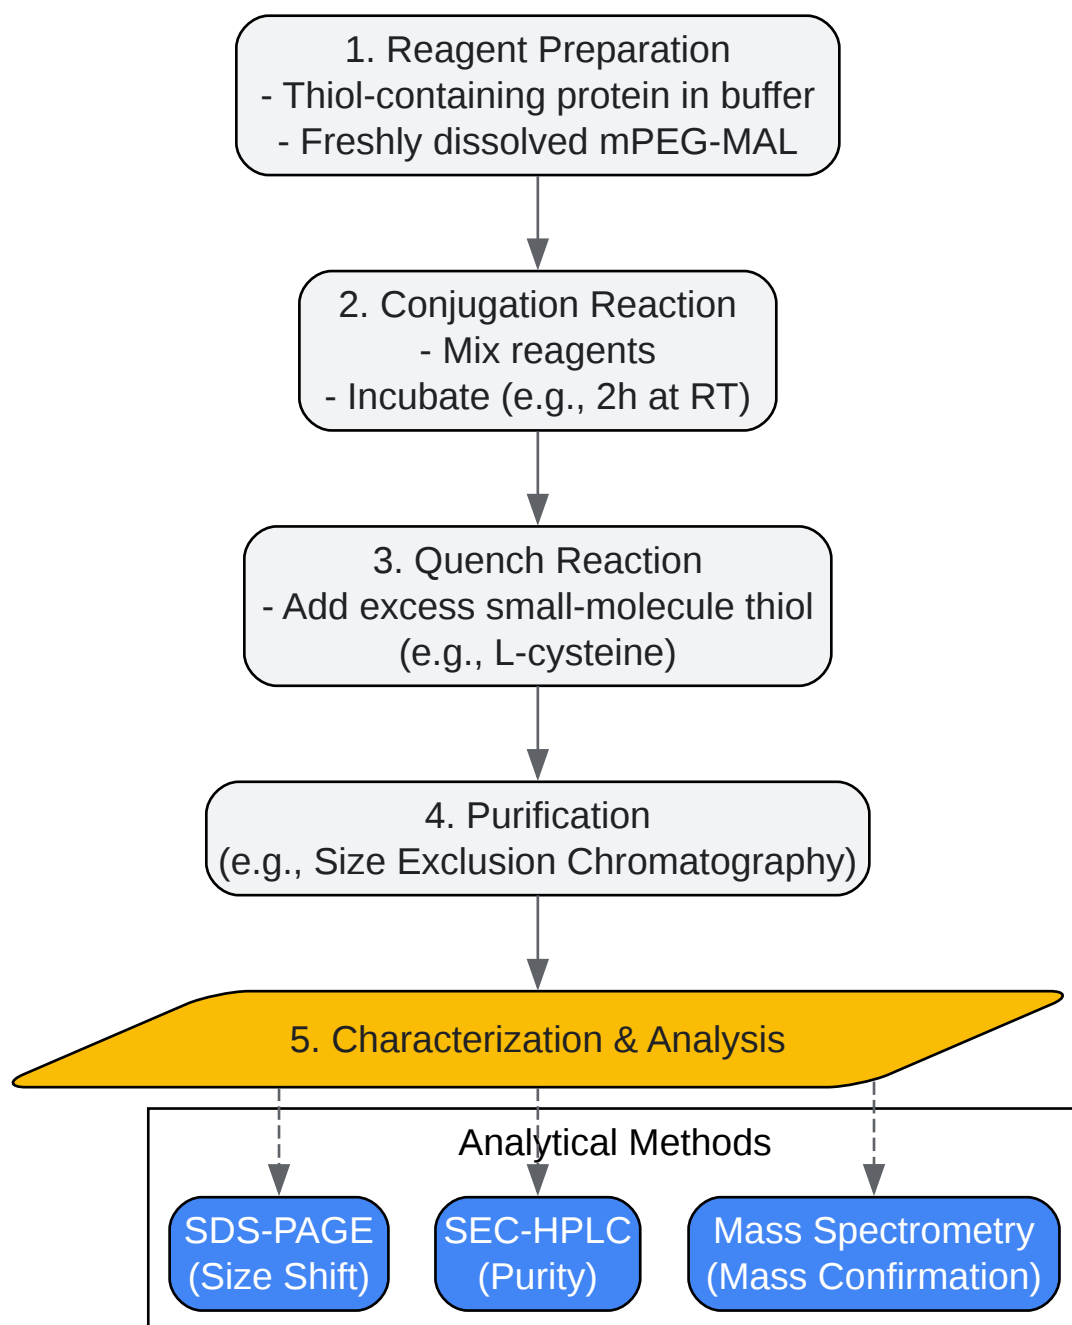 1. Reagent Preparation
- Thiol-containing protein in buffer
- Freshly dissolved mPEG-MAL
2. Conjugation Reaction
- Mix reagents
- Incubate (e.g., 2h at RT)
3. Quench Reaction
- Add excess small-molecule thiol
(e.g., L-cysteine)
4. Purification
(e.g., Size Exclusion Chromatography)
5. Characterization & Analysis
Analytical Methods
SDS-PAGE
(Size Shift)
SEC-HPLC
(Purity)
Mass Spectrometry
(Mass Confirmation)